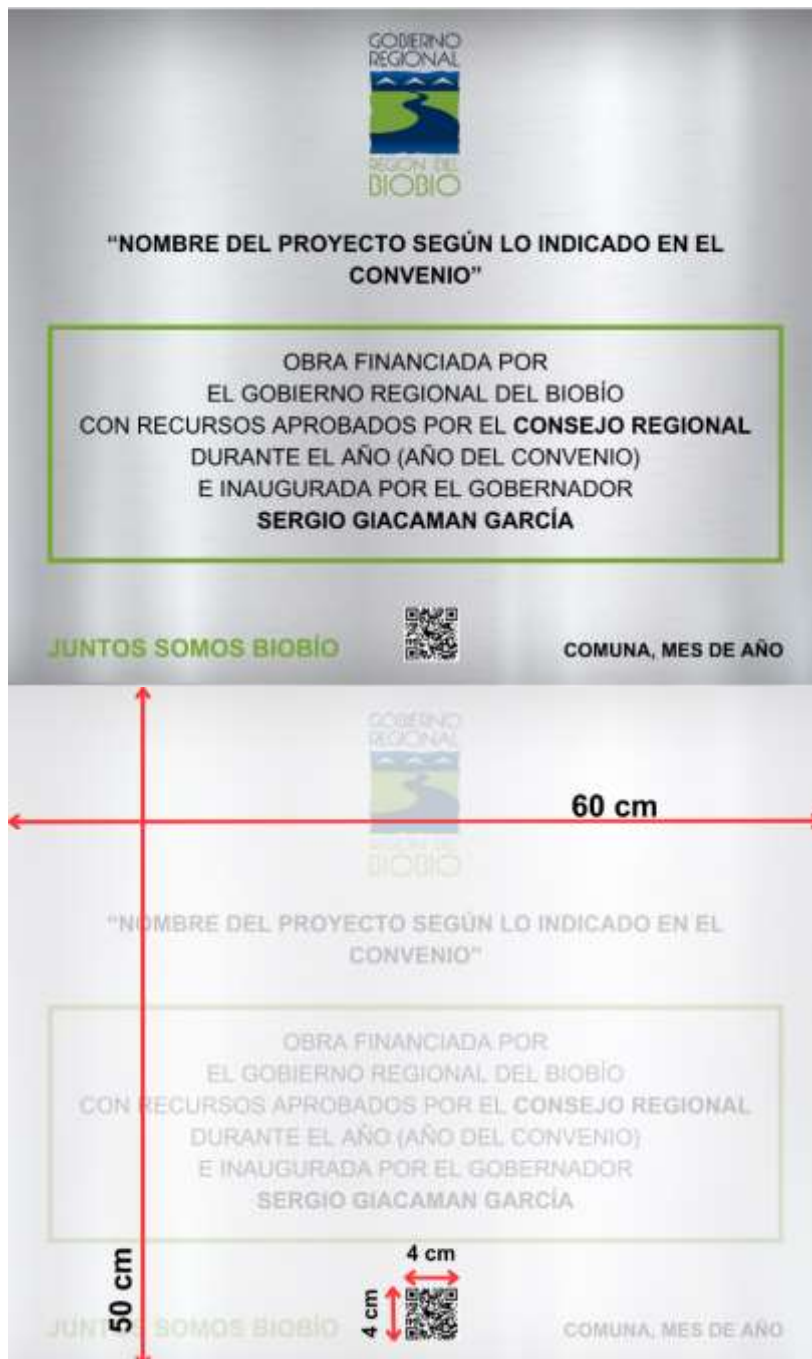 GOBIERNO
REGIONAL
REGIÓN DEL
BIOBIO
“NOMBRE DEL PROYECTO SEGÚN LO INDICADO EN EL
CONVENIO”
OBRA FINANCIADA POR
EL GOBIERNO REGIONAL DEL BIOBÍO
CON RECURSOS APROBADOS POR EL CONSEJO REGIONAL
DURANTE EL AÑO (AÑO DEL CONVENIO)
E INAUGURADA POR EL GOBERNADOR
SERGIO GIACAMAN GARCÍA
JUNTOS SOMOS BIOBÍO
COMUNA, MES DE AÑO
GOBIERNO
REGIONAL
REGIÓN DEL
BIOBIO
60 cm
“NOMBRE DEL PROYECTO SEGÚN LO INDICADO EN EL
CONVENIO”
OBRA FINANCIADA POR
EL GOBIERNO REGIONAL DEL BIOBÍO
CON RECURSOS APROBADOS POR EL CONSEJO REGIONAL
DURANTE EL AÑO (AÑO DEL CONVENIO)
E INAUGURADA POR EL GOBERNADOR
SERGIO GIACAMAN GARCÍA
4 cm
4 cm
50 cm
JUNTOS SOMOS BIOBÍO
COMUNA, MES DE AÑO